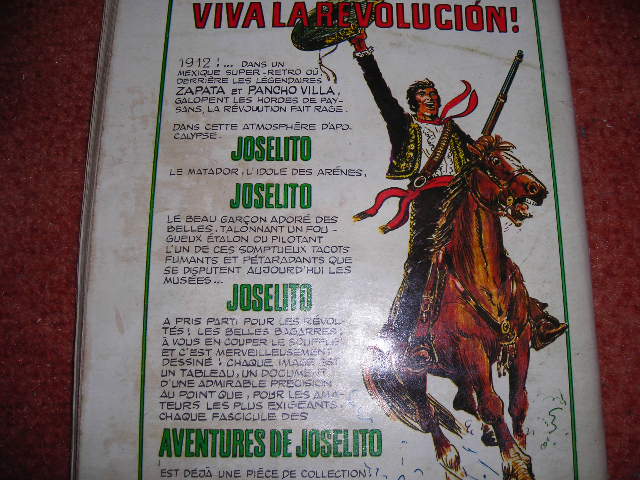 VIVA LA REVOLUCIÓN!
1912!... DANS UN
MEXIQUE SUPER-RETRO OÙ
DERRIÈRE LES LÉGENDAIRES
ZAPATA ET PANCHO VILLA,
GALOPENT LES HORDES DE PAY-
SANS, LA RÉVOLUTION FAIT RAGE.
DANS CETTE ATMOSPHÈRE D'APO-
CALYPSE.
JOSELITO
LE MATADOR, L'IDOLE DES ARÈNES,
JOSELITO
LE BEAU GARÇON ADORÉ DES
BELLES, TALONNANT UN FOU-
GUEUX ÉTALON OU PILOTANT
L'UN DE CES SOMPTUEUX TACOTS
FUMANTS ET PÉTARADANTS QUE
SE DISPUTENT AUJOURD'HUI LES
MUSÉES...
JOSELITO
A PRIS PARTI POUR LES RÉVOL-
TÉS! LES BELLES BAGARRES!
À VOUS EN COUPER LE SOUFFLE!
ET C'EST MERVEILLEUSEMENT
DESSINÉ! CHAQUE IMAGE EST
UN TABLEAU, UN DOCUMENT
D'UNE ADMIRABLE PRÉCISION
AU POINT QUE, POUR LES AMA-
TEURS LES PLUS EXIGEANTS,
CHAQUE FASCICULE DES
AVENTURES DE JOSELITO
EST DÉJÀ UNE PIÈCE DE COLLECTION!